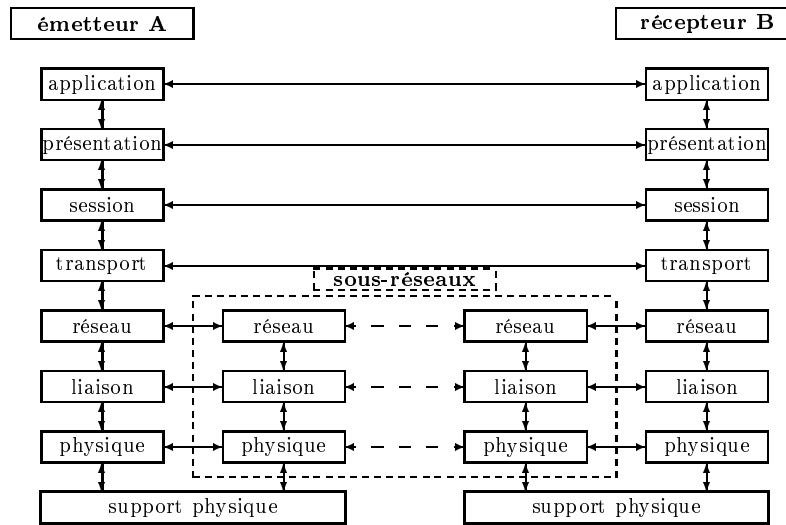 émetteur A récepteur B
application application
présentation présentation
session session
transport transport
sous-réseaux
réseau réseau réseau réseau
liaison liaison liaison liaison
physique physique physique physique
support physique support physique